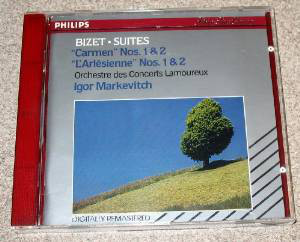 PHILIPS
BIZET • SUITES
"Carmen" Nos. 1 & 2
"L'Arlésienne" Nos. 1 & 2
Orchestre des Concerts Lamoureux
Igor Markevitch
DIGITALLY REMASTERED